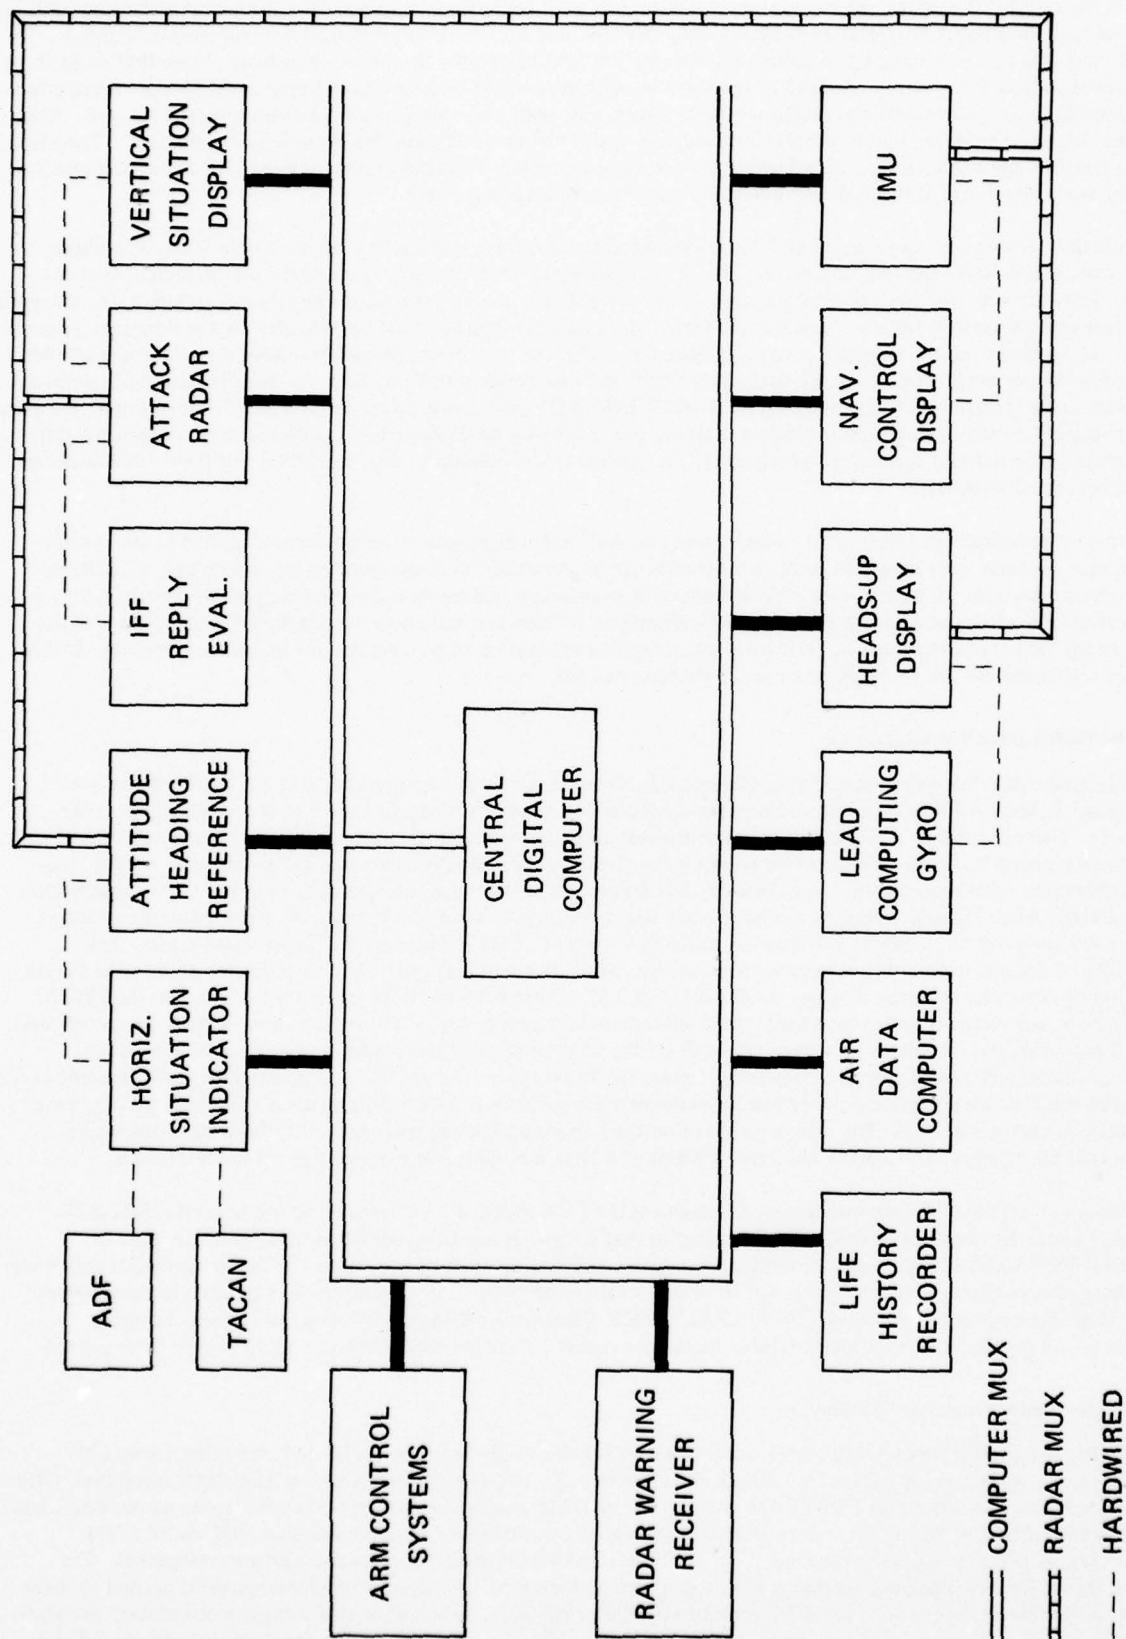 ADF
TACAN
HORIZ.
SITUATION
INDICATOR
ATTITUDE
HEADING
REFERENCE
IFF
REPLY
EVAL.
ATTACK
RADAR
VERTICAL
SITUATION
DISPLAY
ARM CONTROL
SYSTEMS
RADAR WARNING
RECEIVER
CENTRAL
DIGITAL
COMPUTER
LIFE
HISTORY
RECORDER
AIR
DATA
COMPUTER
LEAD
COMPUTING
GYRO
HEADS-UP
DISPLAY
NAV.
CONTROL
DISPLAY
IMU
COMPUTER MUX
RADAR MUX
HARDWIRED